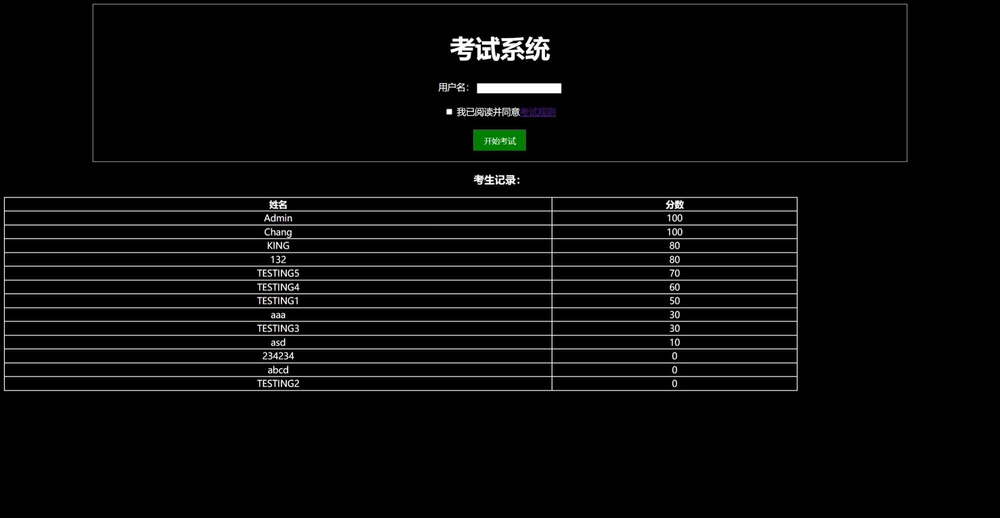 考试系统
用户名：
我已阅读并同意考试规则
开始考试
考生记录：
姓名 分数
Admin 100
Chang 100
KING 80
132 80
TESTING5 70
TESTING4 60
TESTING1 50
aaa 30
TESTING3 30
asd 10
234234 0
abcd 0
TESTING2 0